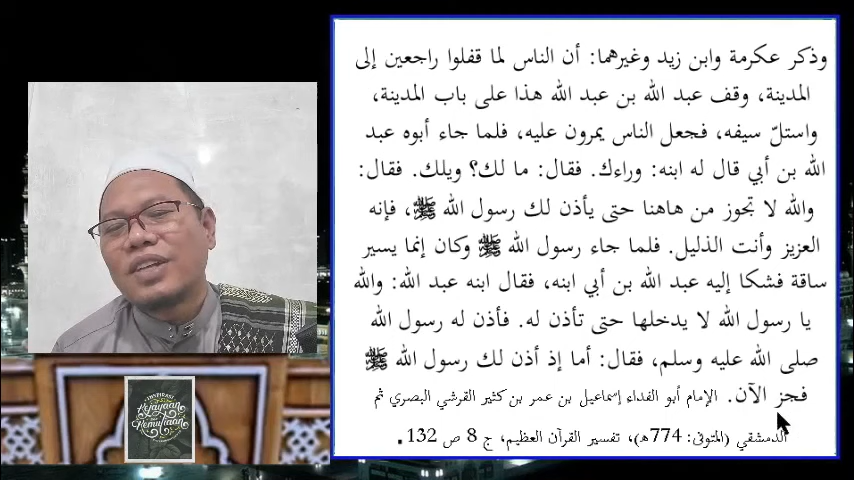 وذكر عكرمة وابن زيد وغيرهما: أن الناس لما قفلوا راجعين إلى
المدينة، وقف عبد الله بن عبد الله هذا على باب المدينة،
واستلّ سيفه، فجعل الناس يمرون عليه، فلما جاء أبوه عبد
الله بن أبي قال له ابنه: وراءك. فقال: ما لك؟ ويلك. فقال:
والله لا تجوز من هاهنا حتى يأذن لك رسول الله ﷺ، فإنه
العزيز وأنت الذليل. فلما جاء رسول الله ﷺ وكان إنما يسير
ساقة فشكا إليه عبد الله بن أبي ابنه، فقال ابنه عبد الله: والله
يا رسول الله لا يدخلها حتى تأذن له. فأذن له رسول الله
صلى الله عليه وسلم، فقال: أما إذ أذن لك رسول الله ﷺ
فجز الآن. الإمام أبو الفداء إسماعيل بن عمر بن كثير القرشي البصري ثم
الدمشقي (المتوفى: 774هـ)، تفسير القرآن العظيم، ج 8 ص 132.
INSPIRASI
Kejayaan
Kemuliaan